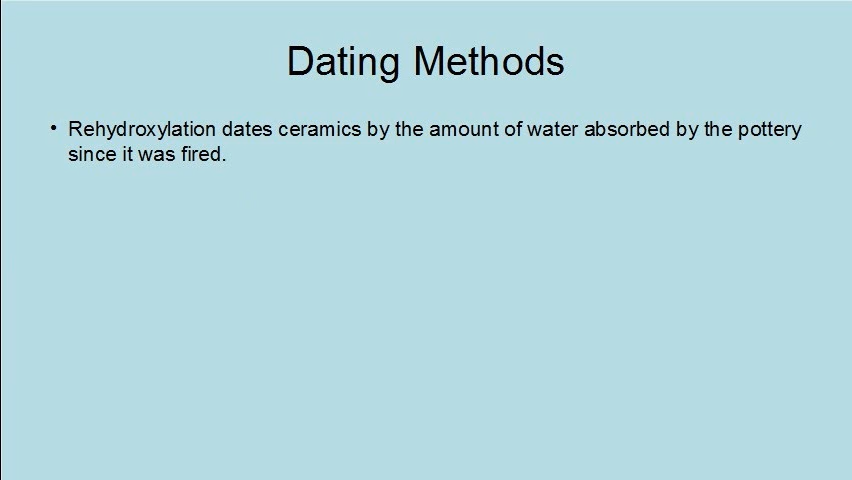 Dating Methods
• Rehydroxylation dates ceramics by the amount of water absorbed by the pottery
since it was fired.